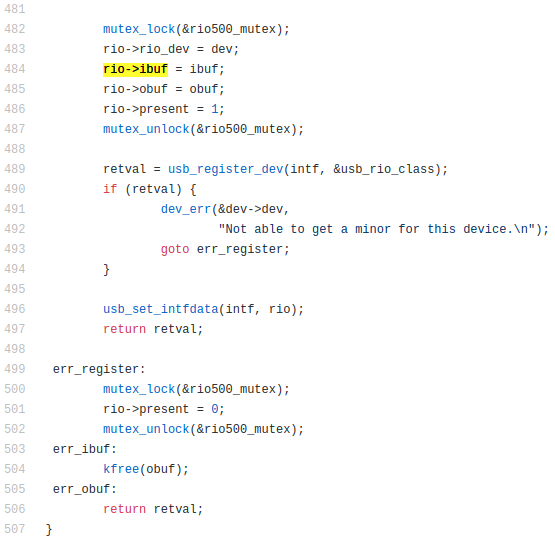 481
482 mutex_lock(&rio500_mutex);
483 rio->rio_dev = dev;
484 rio->ibuf = ibuf;
485 rio->obuf = obuf;
486 rio->present = 1;
487 mutex_unlock(&rio500_mutex);
488
489 retval = usb_register_dev(intf, &usb_rio_class);
490 if (retval) {
491 dev_err(&dev->dev,
492 "Not able to get a minor for this device.\n");
493 goto err_register;
494 }
495
496 usb_set_intfdata(intf, rio);
497 return retval;
498
499 err_register:
500 mutex_lock(&rio500_mutex);
501 rio->present = 0;
502 mutex_unlock(&rio500_mutex);
503 err_ibuf:
504 kfree(obuf);
505 err_obuf:
506 return retval;
507 }